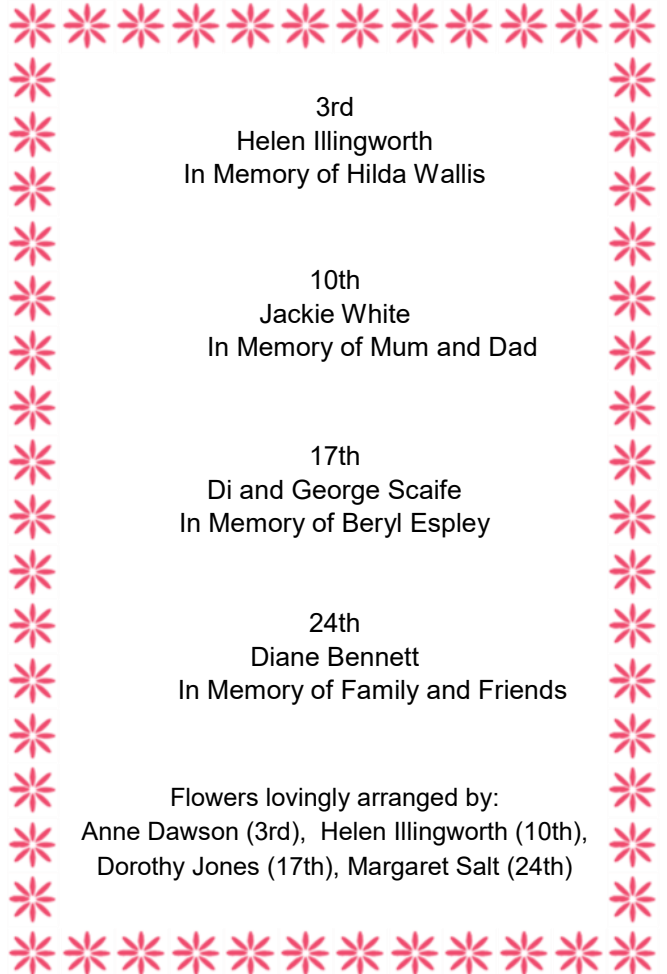 3rd
Helen Illingworth
In Memory of Hilda Wallis
10th
Jackie White
In Memory of Mum and Dad
17th
Di and George Scaife
In Memory of Beryl Espley
24th
Diane Bennett
In Memory of Family and Friends
Flowers lovingly arranged by:
Anne Dawson (3rd), Helen Illingworth (10th),
Dorothy Jones (17th), Margaret Salt (24th)